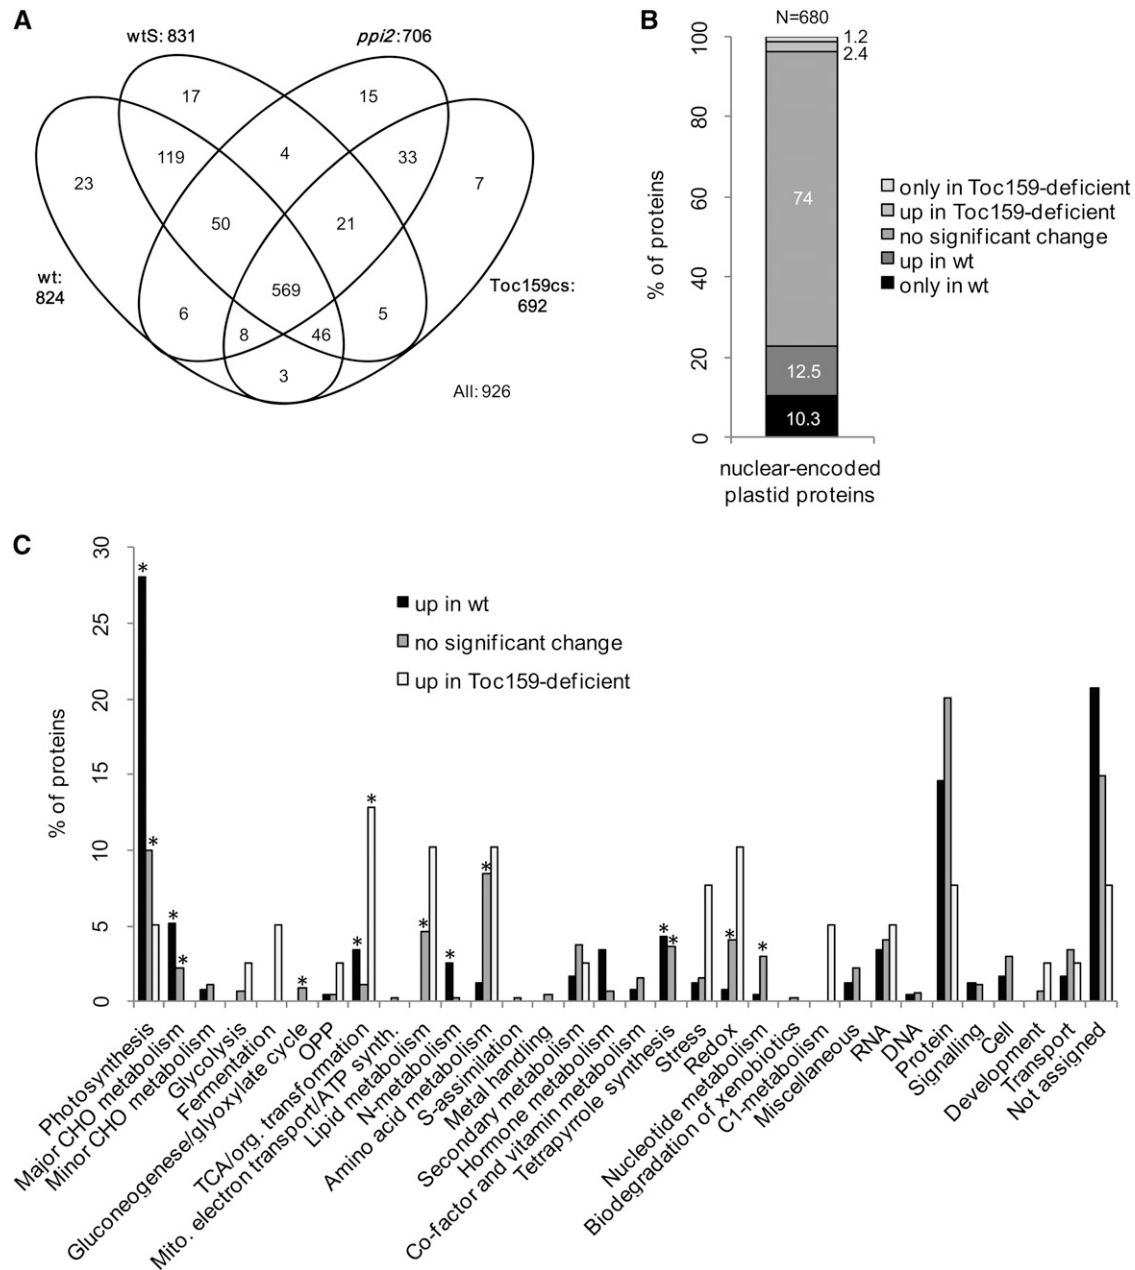 A
wtS: 831
ppi2: 706
17
15
119
4
33
23
7
50
21
wt:
824
569
Toc159cs:
692
6
5
8
46
3
All: 926
B
N=680
100
80
60
40
20
0
% of proteins
1.2
2.4
74
12.5
10.3
only in Toc159-deficient
up in Toc159-deficient
no significant change
up in wt
only in wt
nuclear-encoded
plastid proteins
C
30
25
20
15
10
5
0
% of proteins
up in wt
no significant change
up in Toc159-deficient
* * * * * * * * * * * * * * *
Photosynthesis
Major CHO metabolism
Minor CHO metabolism
Glycolysis
Fermentation
Gluconeogenese/glyoxylate cycle
OPP
TCA/org. transformation
Mito. electron transport/ATP synth.
Lipid metabolism
N-metabolism
Amino acid metabolism
S-assimilation
Metal handling
Secondary metabolism
Hormone metabolism
Co-factor and vitamin metabolism
Tetrapyrrole synthesis
Stress
Redox
Nucleotide metabolism
Biodegradation of xenobiotics
C1-metabolism
Miscellaneous
RNA
DNA
Protein
Signalling
Cell
Development
Transport
Not assigned